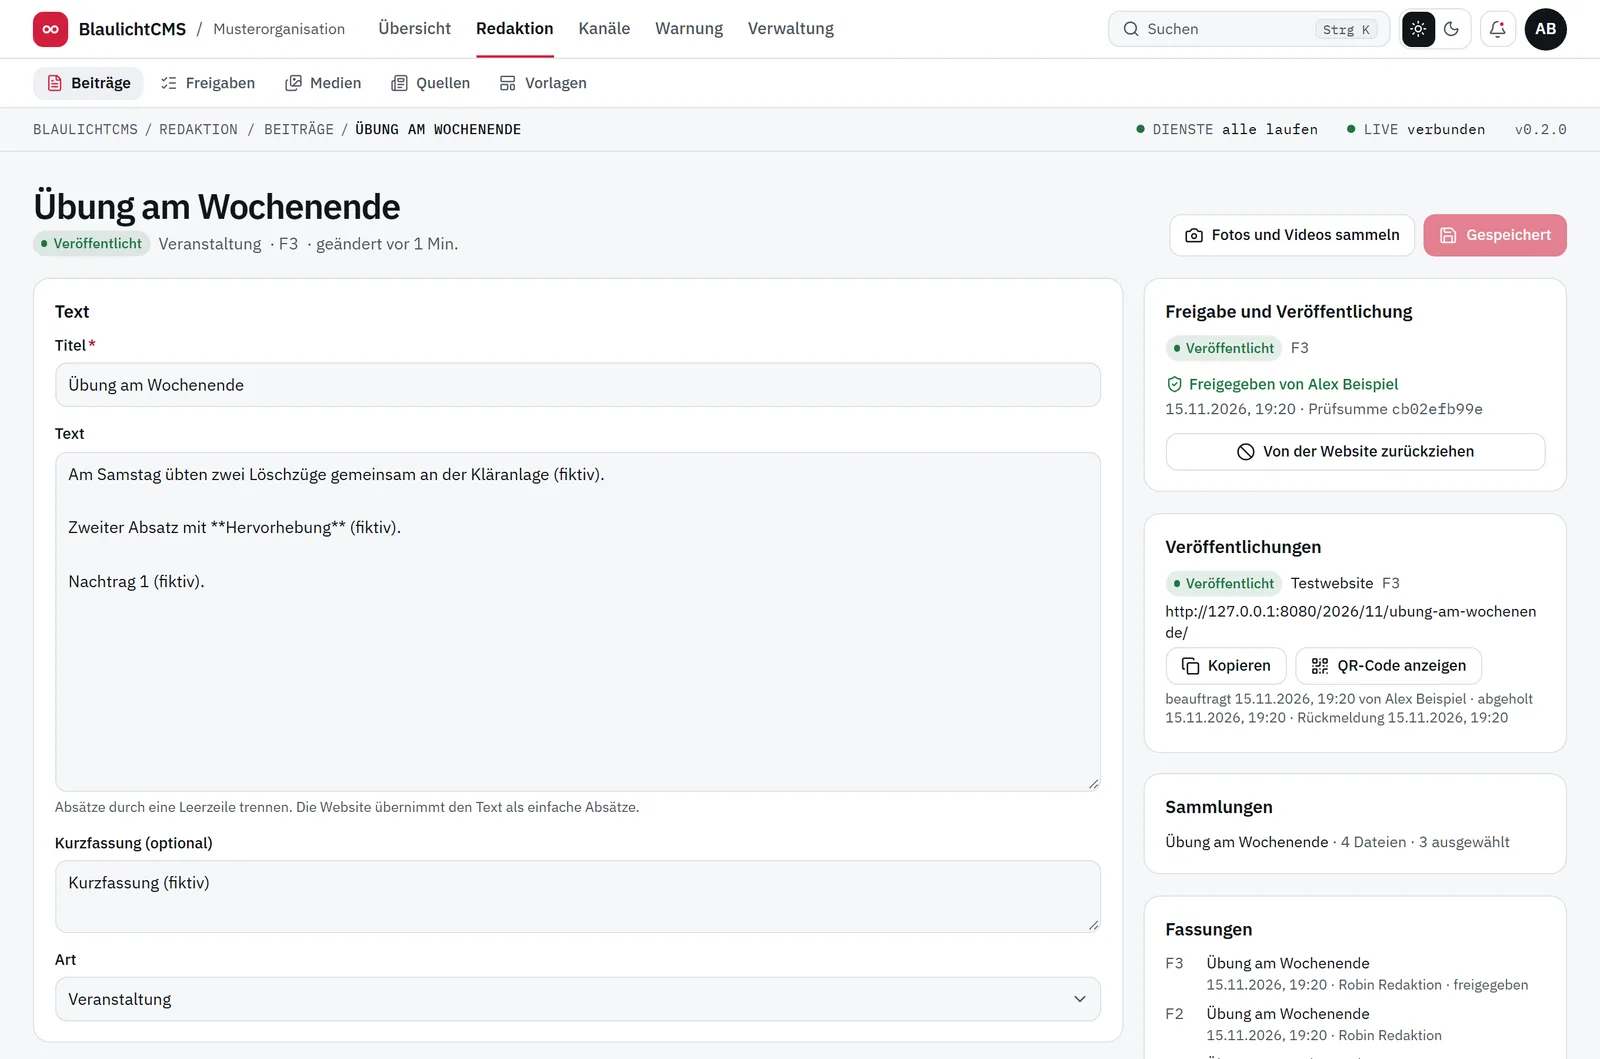 BlaulichtCMS / Musterorganisation
Übersicht
Redaktion
Kanäle
Warnung
Verwaltung
Suchen
Strg K
AB
Beiträge
Freigaben
Medien
Quellen
Vorlagen
BLAULICHTCMS / REDAKTION / BEITRÄGE / ÜBUNG AM WOCHENENDE
DIENSTE alle laufen
LIVE verbunden
v0.2.0
Übung am Wochenende
Veröffentlicht Veranstaltung · F3 · geändert vor 1 Min.
Fotos und Videos sammeln
Gespeichert
Text
Titel*
Übung am Wochenende
Text
Am Samstag übten zwei Löschzüge gemeinsam an der Kläranlage (fiktiv).
Zweiter Absatz mit **Hervorhebung** (fiktiv).
Nachtrag 1 (fiktiv).
Absätze durch eine Leerzeile trennen. Die Website übernimmt den Text als einfache Absätze.
Kurzfassung (optional)
Kurzfassung (fiktiv)
Art
Veranstaltung
Freigabe und Veröffentlichung
Veröffentlicht F3
Freigegeben von Alex Beispiel
15.11.2026, 19:20 · Prüfsumme cb02efb99e
Von der Website zurückziehen
Veröffentlichungen
Veröffentlicht Testwebsite F3
http://127.0.0.1:8080/2026/11/ubung-am-wochenen
de/
Kopieren
QR-Code anzeigen
beauftragt 15.11.2026, 19:20 von Alex Beispiel · abgeholt
15.11.2026, 19:20 · Rückmeldung 15.11.2026, 19:20
Sammlungen
Übung am Wochenende · 4 Dateien · 3 ausgewählt
Fassungen
F3 Übung am Wochenende
15.11.2026, 19:20 · Robin Redaktion · freigegeben
F2 Übung am Wochenende
15.11.2026, 19:20 · Robin Redaktion